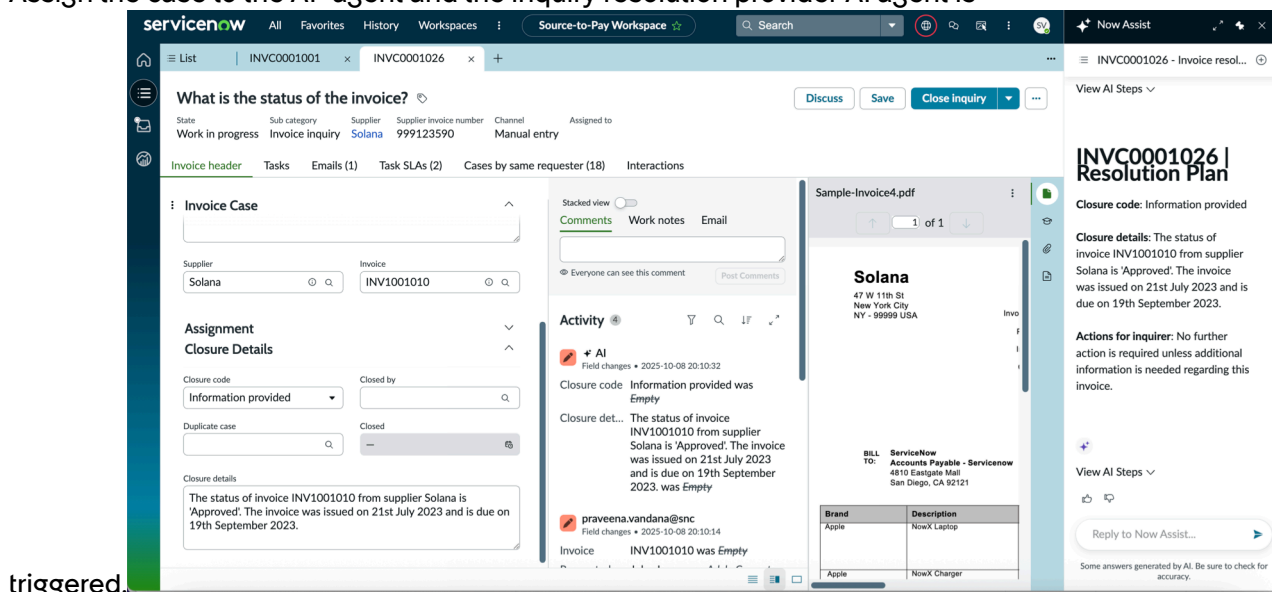 Assign the case to the AP agent and the inquiry resolution provider AI agent is
servicenow All Favorites History Workspaces Source-to-Pay Workspace Search SV
Now Assist
List INVC0001001 INVC0001026
INVC0001026 - Invoice resol...
What is the status of the invoice?
Discuss Save Close inquiry
State Sub category Supplier Supplier invoice number Channel Assigned to
Work in progress Invoice inquiry Solana 999123590 Manual entry
Invoice header Tasks Emails (1) Task SLAs (2) Cases by same requester (18) Interactions
Invoice Case
Supplier Invoice
Solana INV1001010
Assignment
Closure Details
Closure code Closed by
Information provided
Duplicate case Closed
—
Closure details
The status of invoice INV1001010 from supplier Solana is
'Approved'. The invoice was issued on 21st July 2023 and is due on
19th September 2023.
Stacked view
Comments Work notes Email
Everyone can see this comment Post Comments
Activity 4
AI
Field changes • 2025-10-08 20:10:32
Closure code Information provided was
Empty
Closure det... The status of invoice
INV1001010 from supplier
Solana is 'Approved'. The invoice
was issued on 21st July 2023
and is due on 19th September
2023. was Empty
praveena.vandana@snc
Field changes • 2025-10-08 20:10:14
Invoice INV1001010 was Empty
Sample-Invoice4.pdf
1 of 1
Solana
47 W 11th St
New York City
NY - 99999 USA
Invo
BILL TO: ServiceNow
Accounts Payable - Servicenow
4810 Eastgate Mall
San Diego, CA 92121
Brand Description
Apple NowX Laptop
Apple NowX Charger
View AI Steps
INVC0001026 |
Resolution Plan
Closure code: Information provided
Closure details: The status of
invoice INV1001010 from supplier
Solana is 'Approved'. The invoice
was issued on 21st July 2023 and is
due on 19th September 2023.
Actions for inquirer: No further
action is required unless additional
information is needed regarding this
invoice.
View AI Steps
Reply to Now Assist...
Some answers generated by AI. Be sure to check for
accuracy.
triggered.